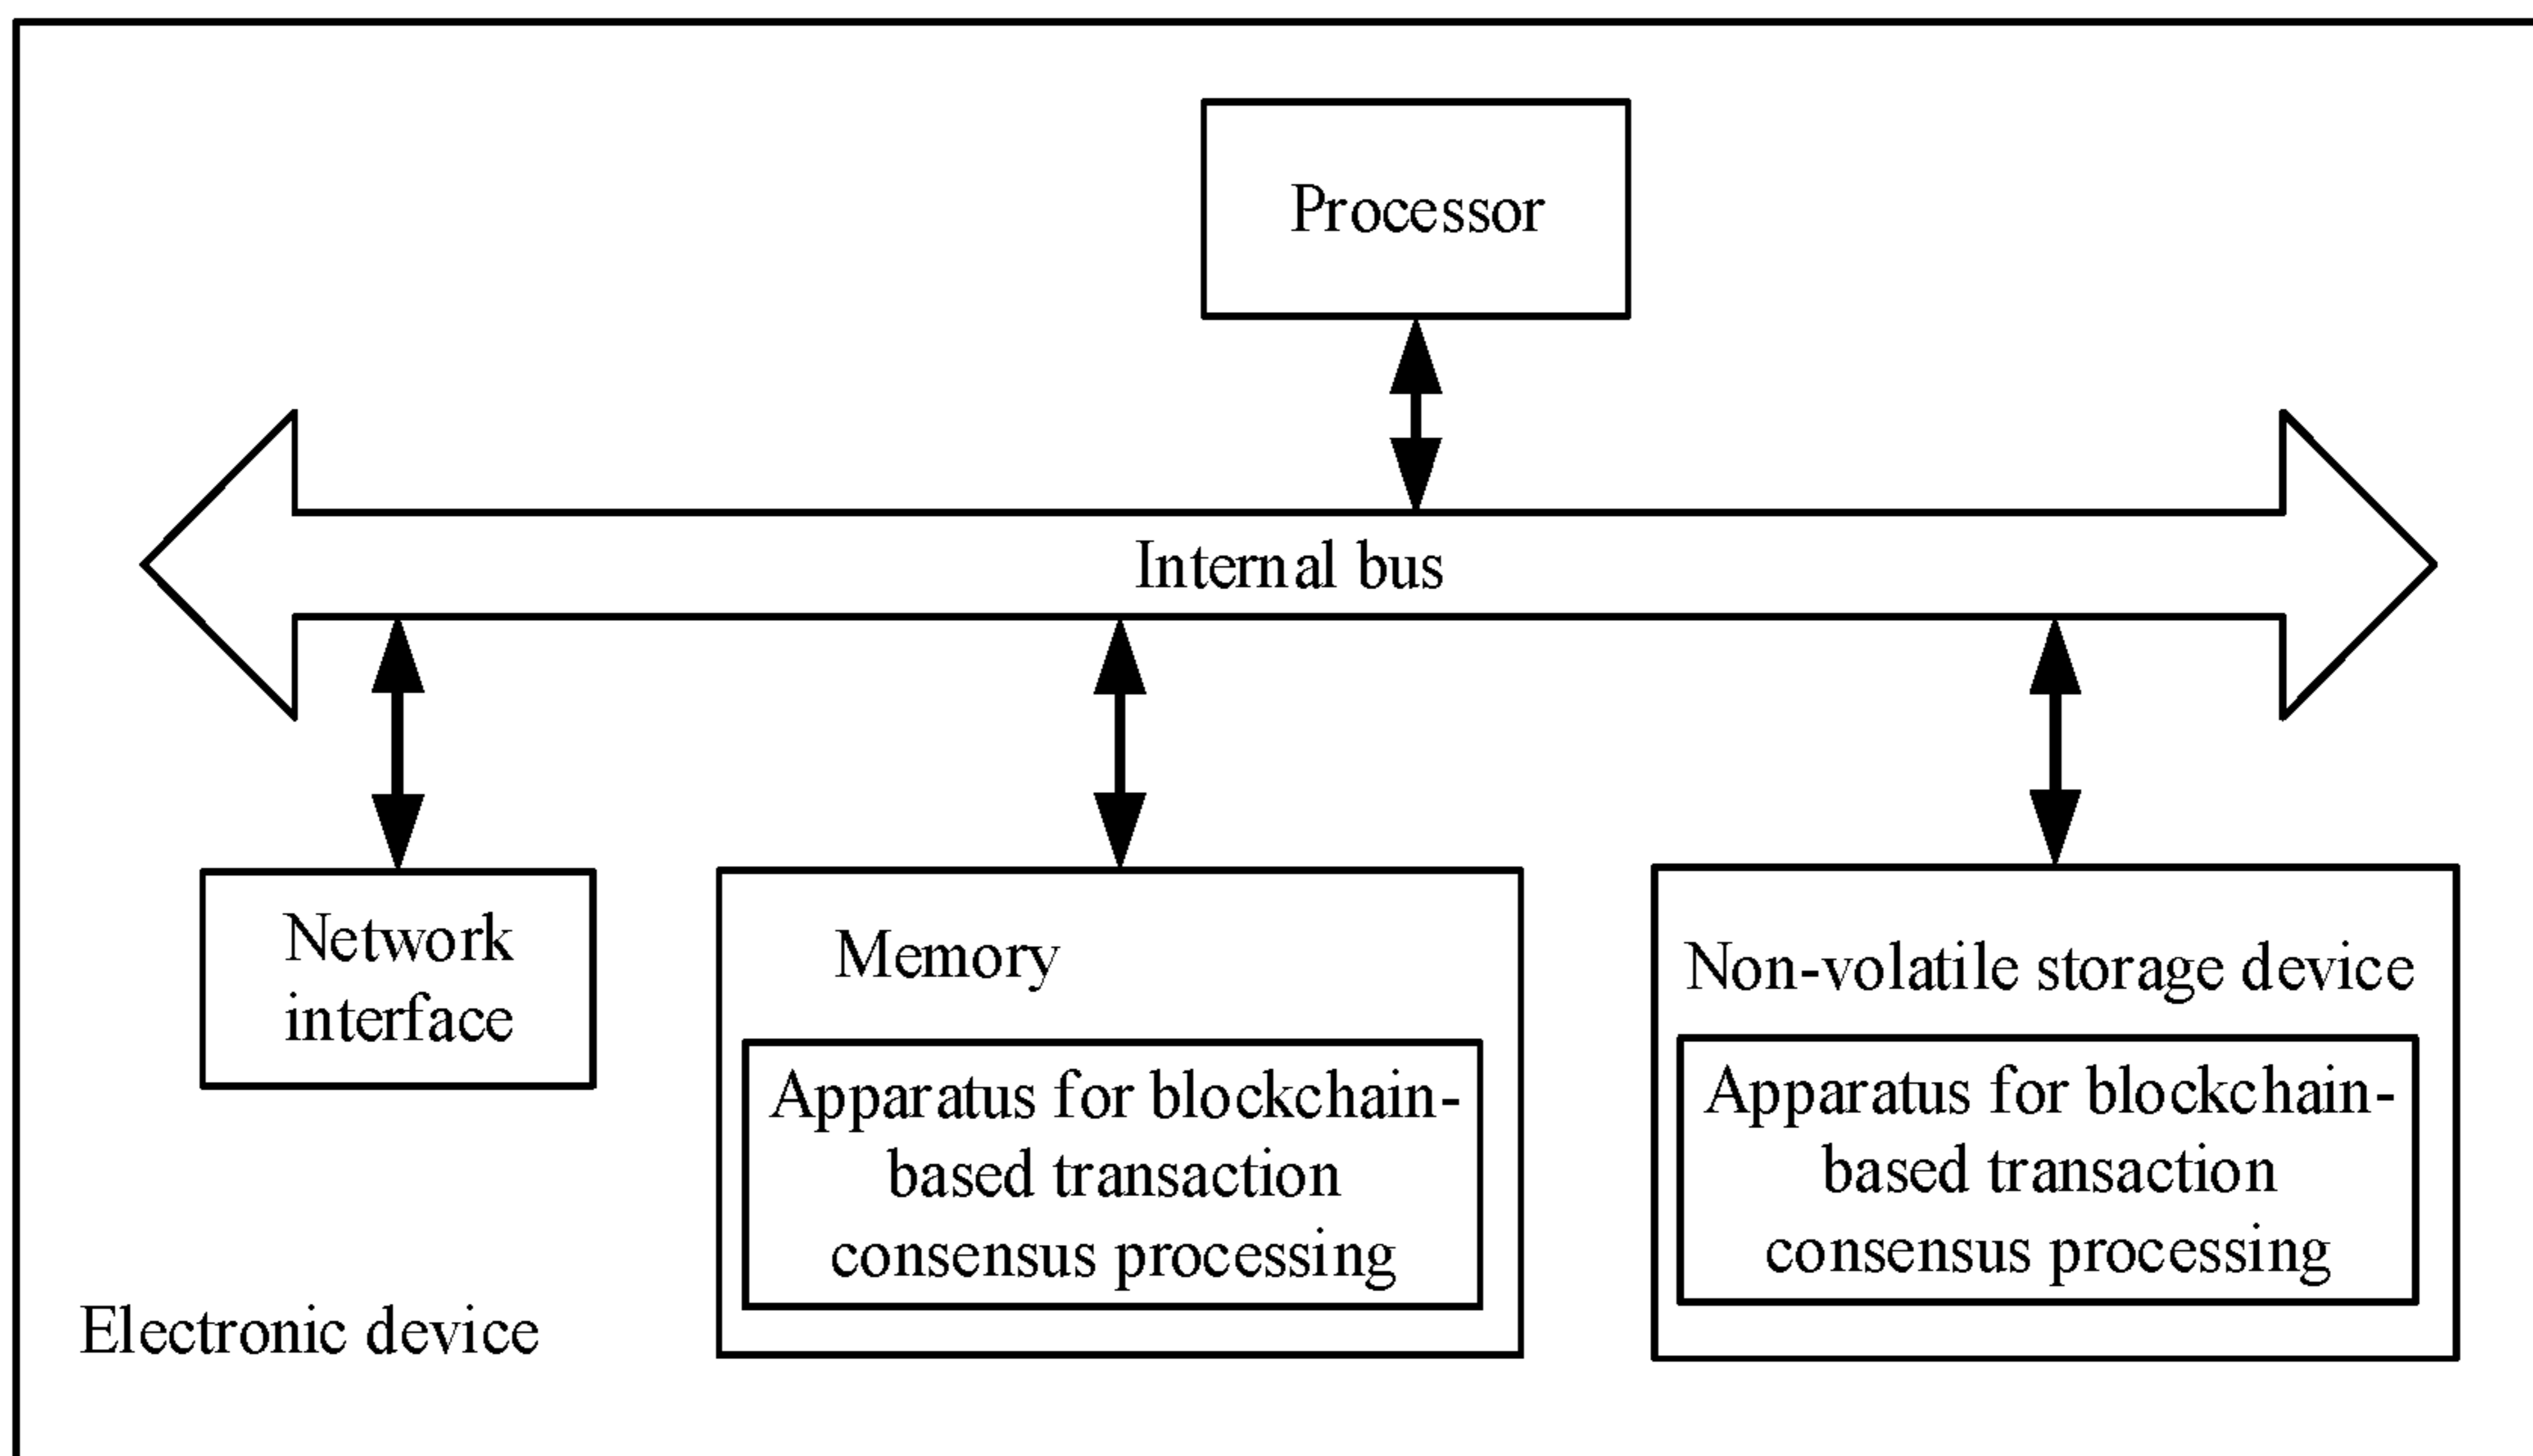 Processor
Internal bus
Network
interface
Memory
Apparatus for blockchain-
based transaction
consensus processing
Non-volatile storage device
Apparatus for blockchain-
based transaction
consensus processing
Electronic device